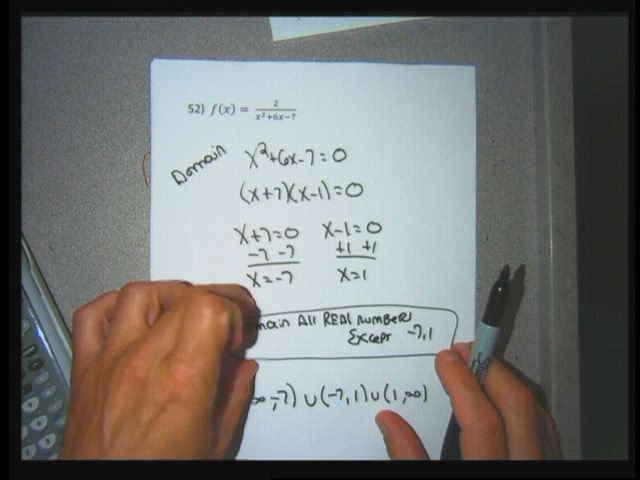 52) f(x) = 2/(x²+6x−7)
Domain
x²+6x-7=0
(x+7)(x-1)=0
x+7=0 x-1=0
-7 -7 +1 +1
x=-7 x=1
All Real numbers
Except -7,1
∞,-7) ∪ (-7,1) ∪ (1,∞)